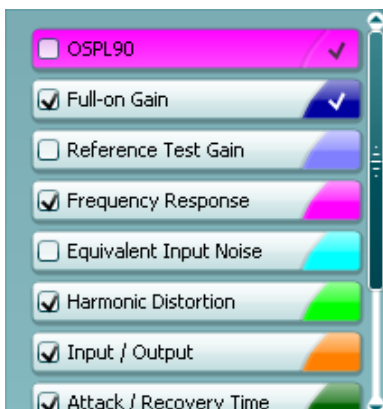 OSPL90
Full-on Gain
Reference Test Gain
Frequency Response
Equivalent Input Noise
Harmonic Distortion
Input / Output
Attack / Recovery Time